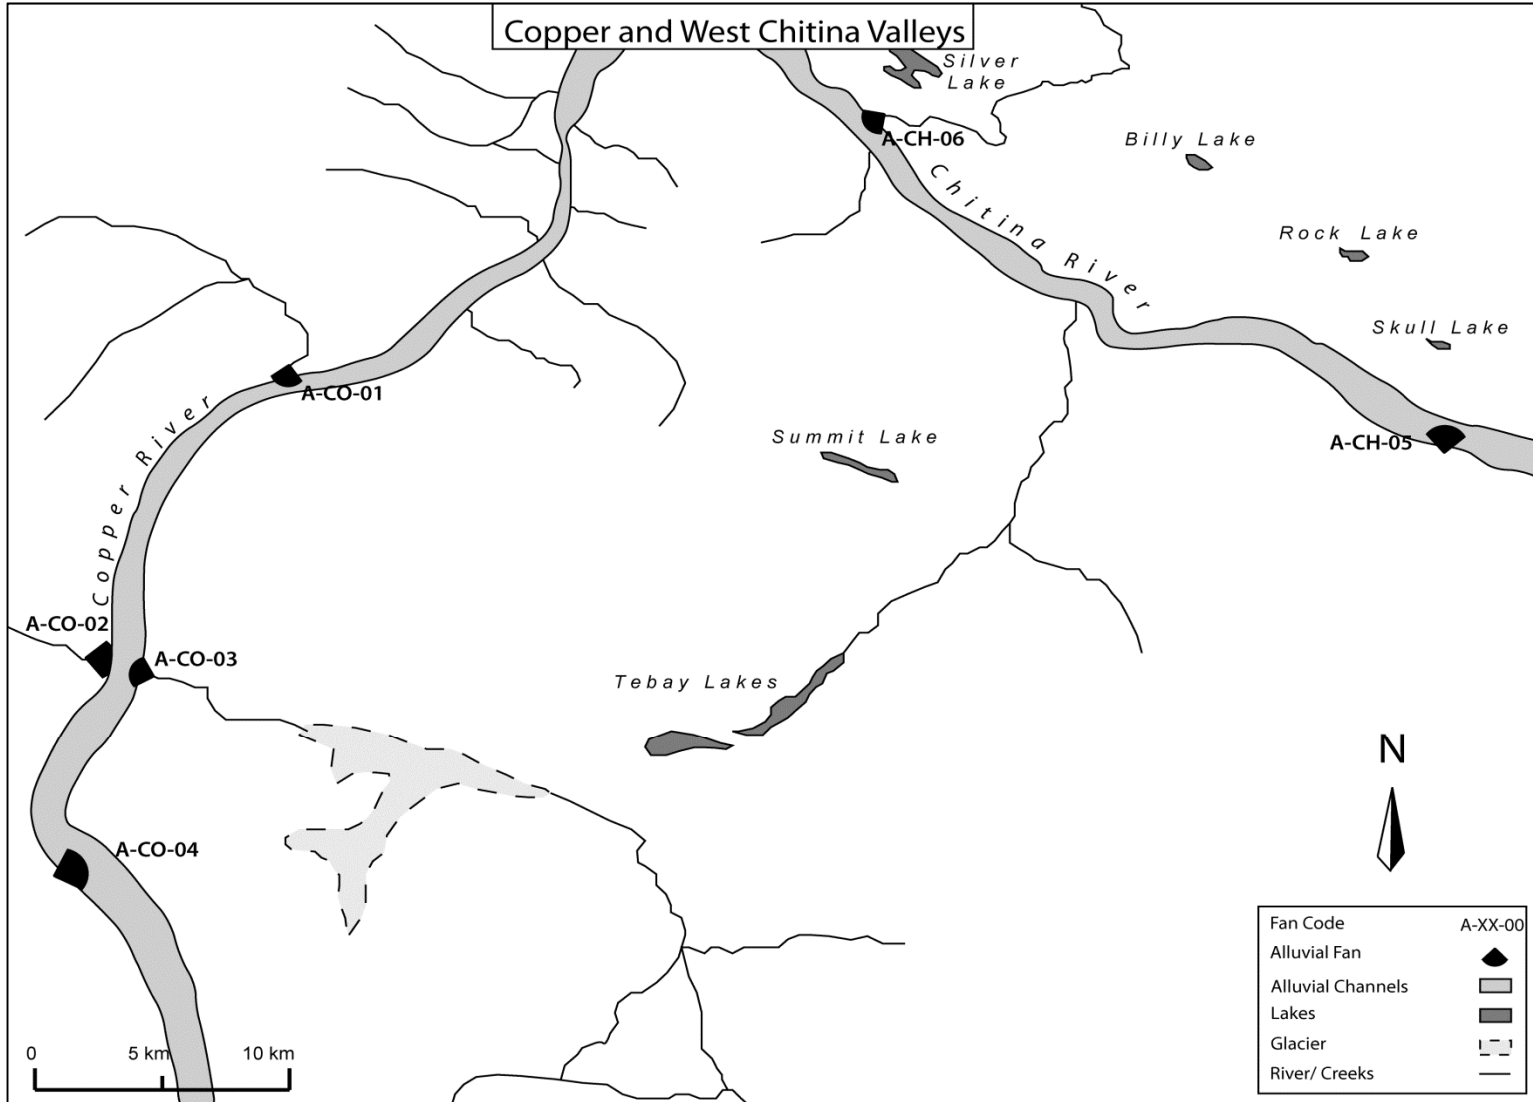 Copper and West Chitina Valleys
Silver
Lake
A-CH-06
Billy Lake
Chitina River
Rock Lake
Skull Lake
A-CO-01
Copper River
Summit Lake
A-CH-05
A-CO-02
A-CO-03
Tebay Lakes
N
A-CO-04
Fan Code A-XX-00
Alluvial Fan
Alluvial Channels
Lakes
Glacier
River/ Creeks
0 5 km 10 km